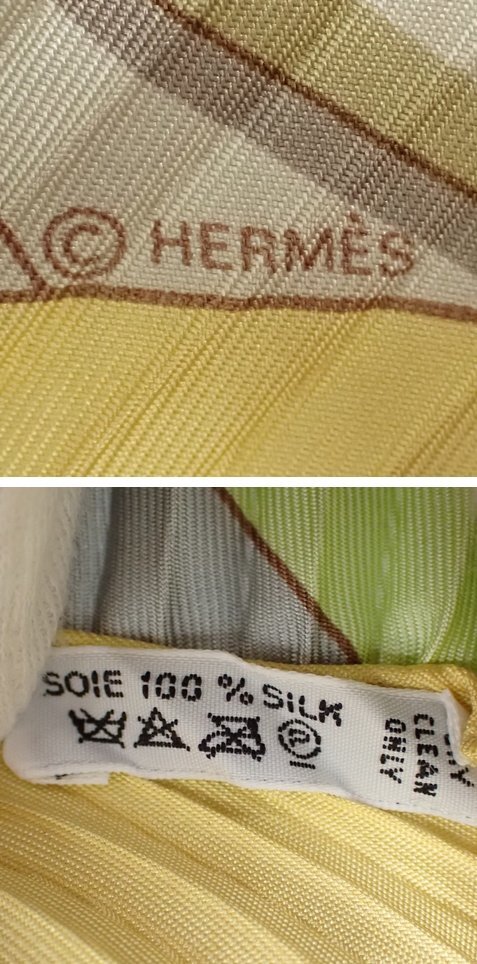 © HERMÈS
SOIE 100 % SILK
CLEAN
ONLY